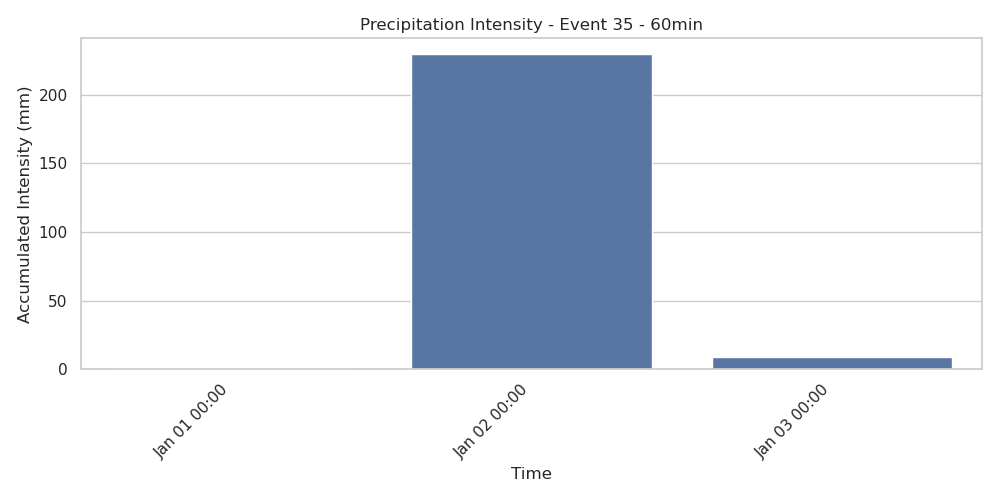 Precipitation Intensity - Event 35 - 60min
Accumulated Intensity (mm)
200
150
100
50
0
Jan 01 00:00
Jan 02 00:00
Jan 03 00:00
Time